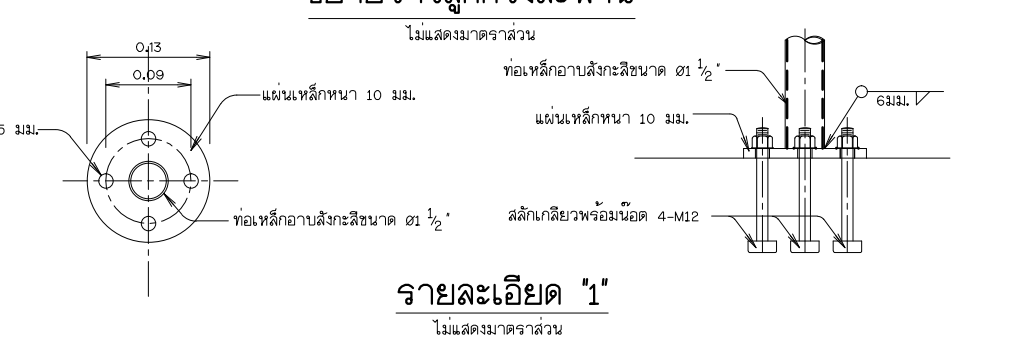 ไม่แสดงมาตราส่วน
0.13
0.09
แผ่นเหล็กหนา 10 มม.
มม.
ท่อเหล็กอาบสังกะสีขนาด Ø1 1/2"
ท่อเหล็กอาบสังกะสีขนาด Ø1 1/2"
6มม.
แผ่นเหล็กหนา 10 มม.
สลักเกลียวพร้อมน๊อต 4-M12
รายละเอียด "1"
ไม่แสดงมาตราส่วน